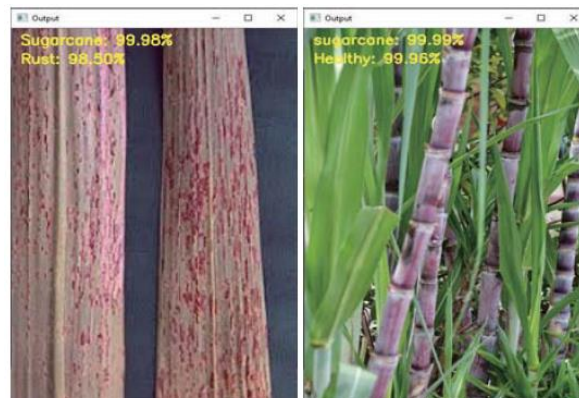 Output
Sugarcane: 99.98%
Rust: 98.50%
Output
sugarcane: 99.99%
Healthy: 99.96%